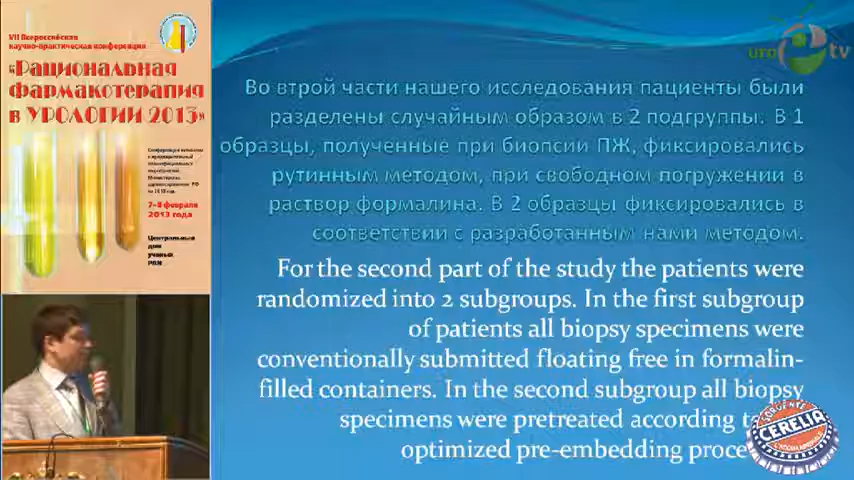 VII Всероссийская
научно-практическая конференция
«Рациональная
фармакотерапия
в УРОЛОГИИ 2013»
7-8 февраля
2013 года
Центральный
дом
ученых
РАН
uro tv
Во втрой части нашего исследования пациенты были
разделены случайным образом в 2 подгруппы. В 1
образцы, полученные при биопсии ПЖ, фиксировались
рутинным методом, при свободном погружении в
раствор формалина. В 2 образцы фиксировались в
соответствии с разработанным нами методом.
For the second part of the study the patients were
randomized into 2 subgroups. In the first subgroup
of patients all biopsy specimens were
conventionally submitted floating free in formalin-
filled containers. In the second subgroup all biopsy
specimens were pretreated according
optimized pre-embedding
CERELIA